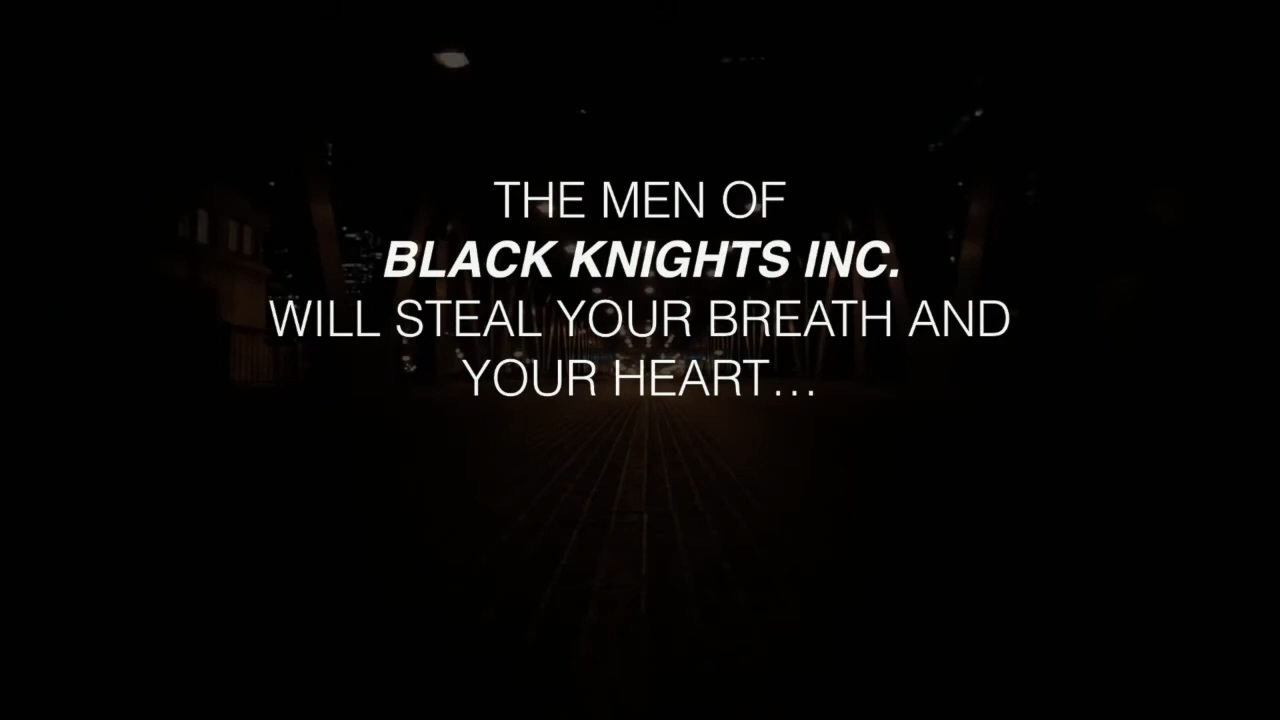 THE MEN OF
BLACK KNIGHTS INC.
WILL STEAL YOUR BREATH AND
YOUR HEART…